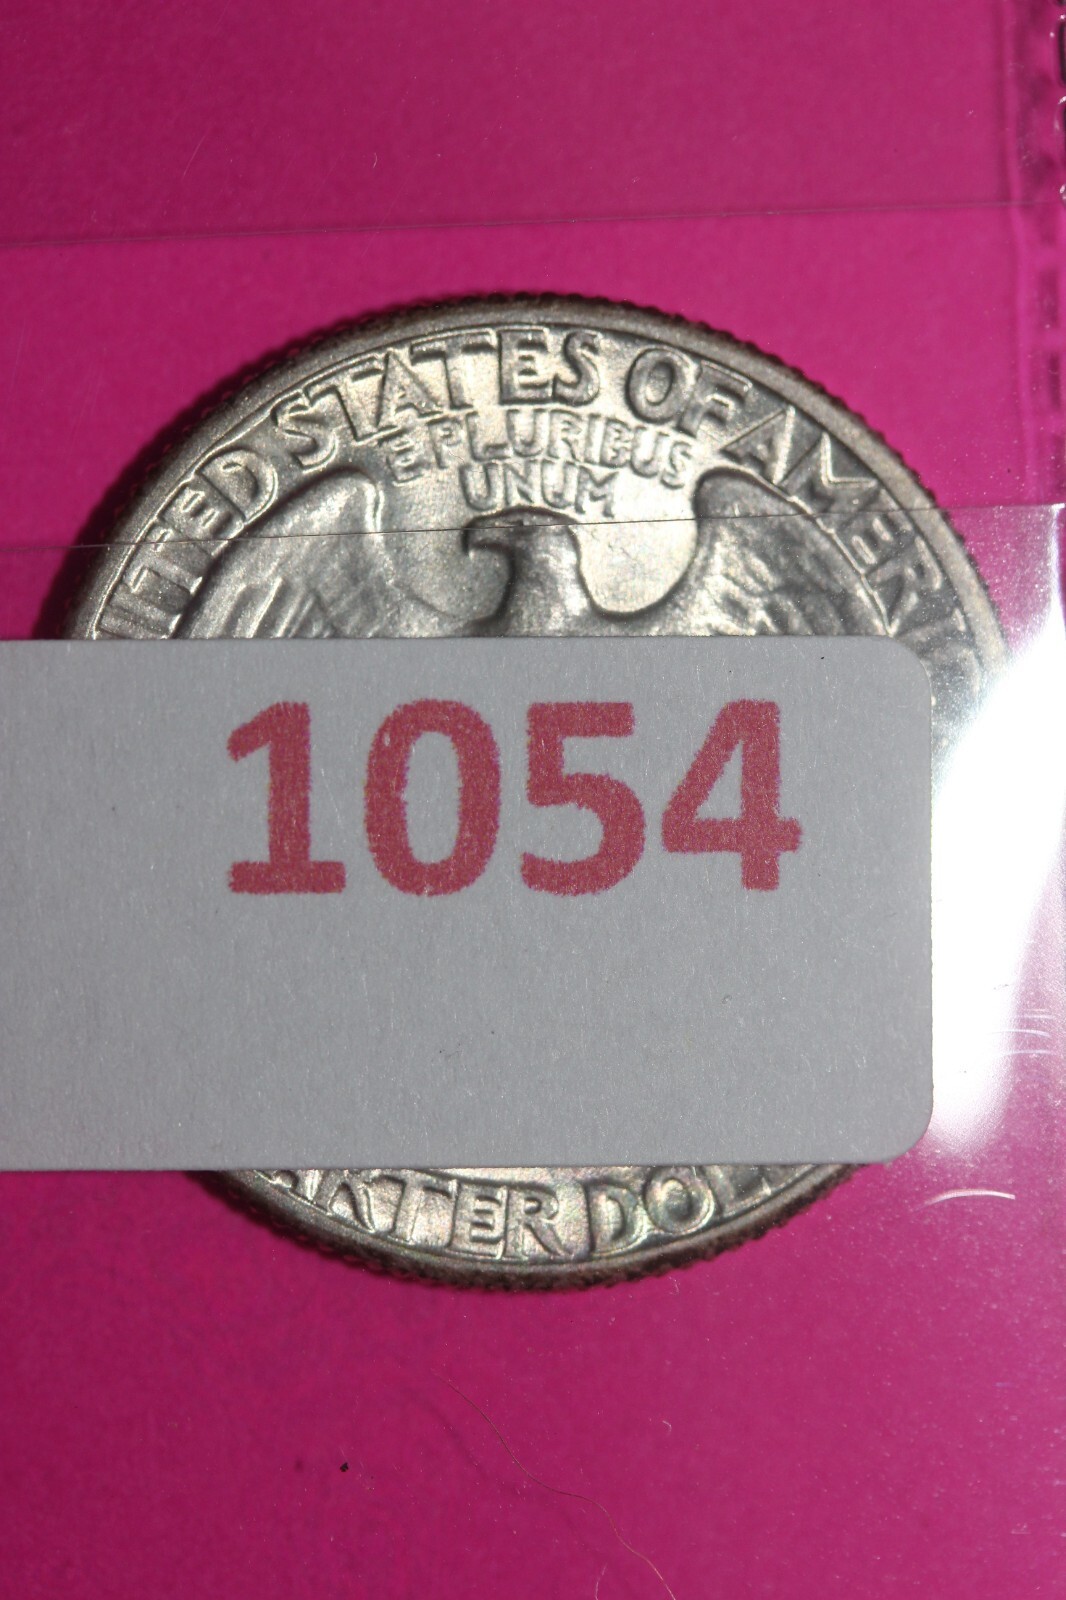 UNITED STATES OF AMERICA
E PLURIBUS
UNUM
1054
QUARTER DOLLAR